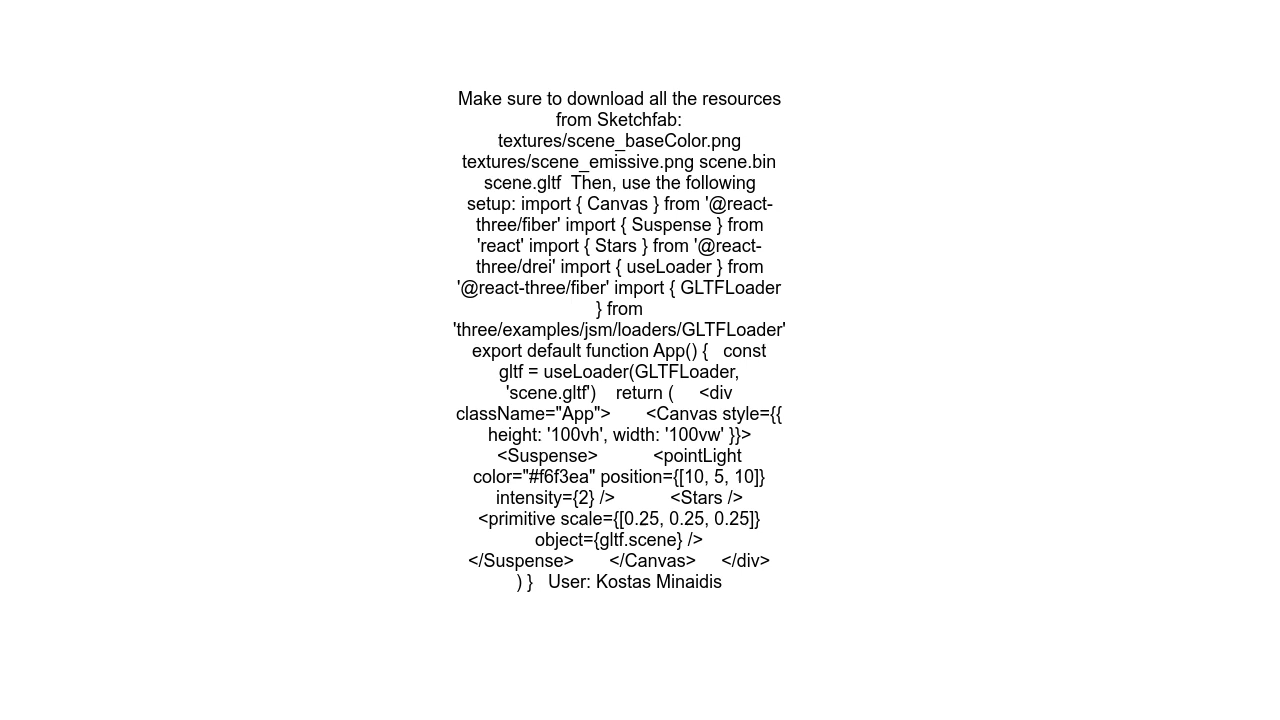 Make sure to download all the resources
from Sketchfab:
textures/scene_baseColor.png
textures/scene_emissive.png scene.bin
scene.gltf  Then, use the following
setup: import { Canvas } from '@react-
three/fiber' import { Suspense } from
'react' import { Stars } from '@react-
three/drei' import { useLoader } from
'@react-three/fiber' import { GLTFLoader
} from
'three/examples/jsm/loaders/GLTFLoader'
export default function App() {   const
gltf = useLoader(GLTFLoader,
'scene.gltf')    return (     <div
className="App">       <Canvas style={{
height: '100vh', width: '100vw' }}>
<Suspense>           <pointLight
color="#f6f3ea" position={[10, 5, 10]}
intensity={2} />           <Stars />
<primitive scale={[0.25, 0.25, 0.25]}
object={gltf.scene} />
</Suspense>       </Canvas>     </div>
) }   User: Kostas Minaidis